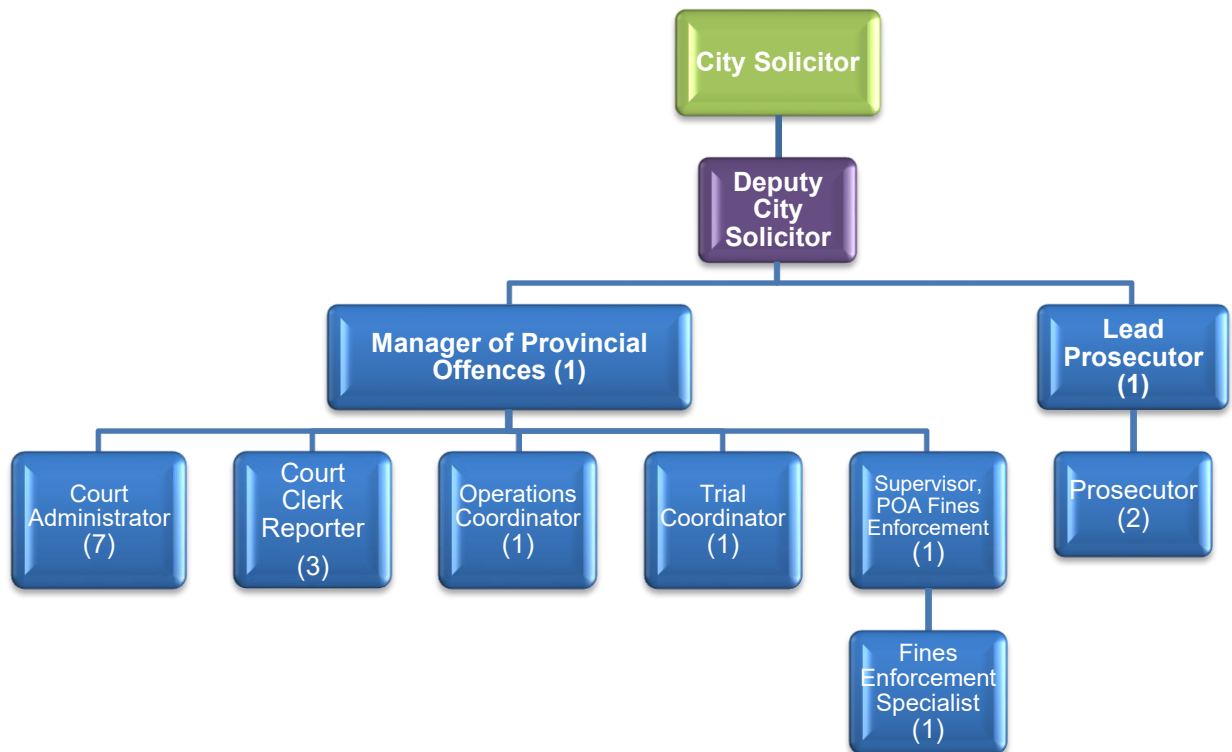 City Solicitor
Deputy
City
Solicitor
Manager of Provincial
Offences (1)
Lead
Prosecutor
(1)
Court
Administrator
(7)
Court
Clerk
Reporter
(3)
Operations
Coordinator
(1)
Trial
Coordinator
(1)
Supervisor,
POA Fines
Enforcement
(1)
Prosecutor
(2)
Fines
Enforcement
Specialist
(1)